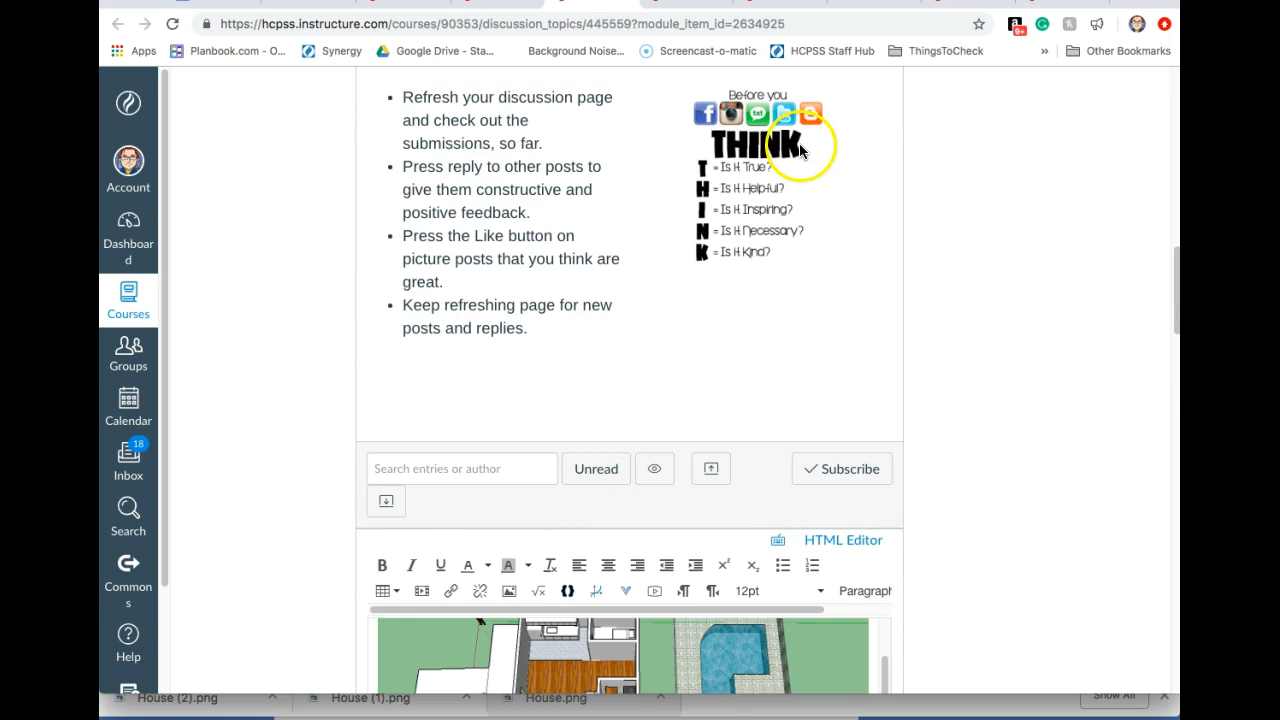 https://hcpss.instructure.com/courses/90353/discussion_topics/445559?module_item_id=2634925
9+
Apps
Planbook.com - O...
Synergy
Google Drive - Sta...
Background Noise...
Screencast-o-matic
HCPSS Staff Hub
ThingsToCheck
»
Other Bookmarks
Account
Dashboar
d
Courses
Groups
Calendar
18
Inbox
Search
Common
s
Help
• Refresh your discussion page
and check out the
submissions, so far.
• Press reply to other posts to
give them constructive and
positive feedback.
• Press the Like button on
picture posts that you think are
great.
• Keep refreshing page for new
posts and replies.
Before you
txt
THINK
T = Is It True?
H = Is It Helpful?
I = Is It Inspiring?
N = Is It Necessary?
K = Is It Kind?
Search entries or author
Unread
Subscribe
HTML Editor
12pt
Paragraph
House (2).png
House (1).png
House.png
Show All